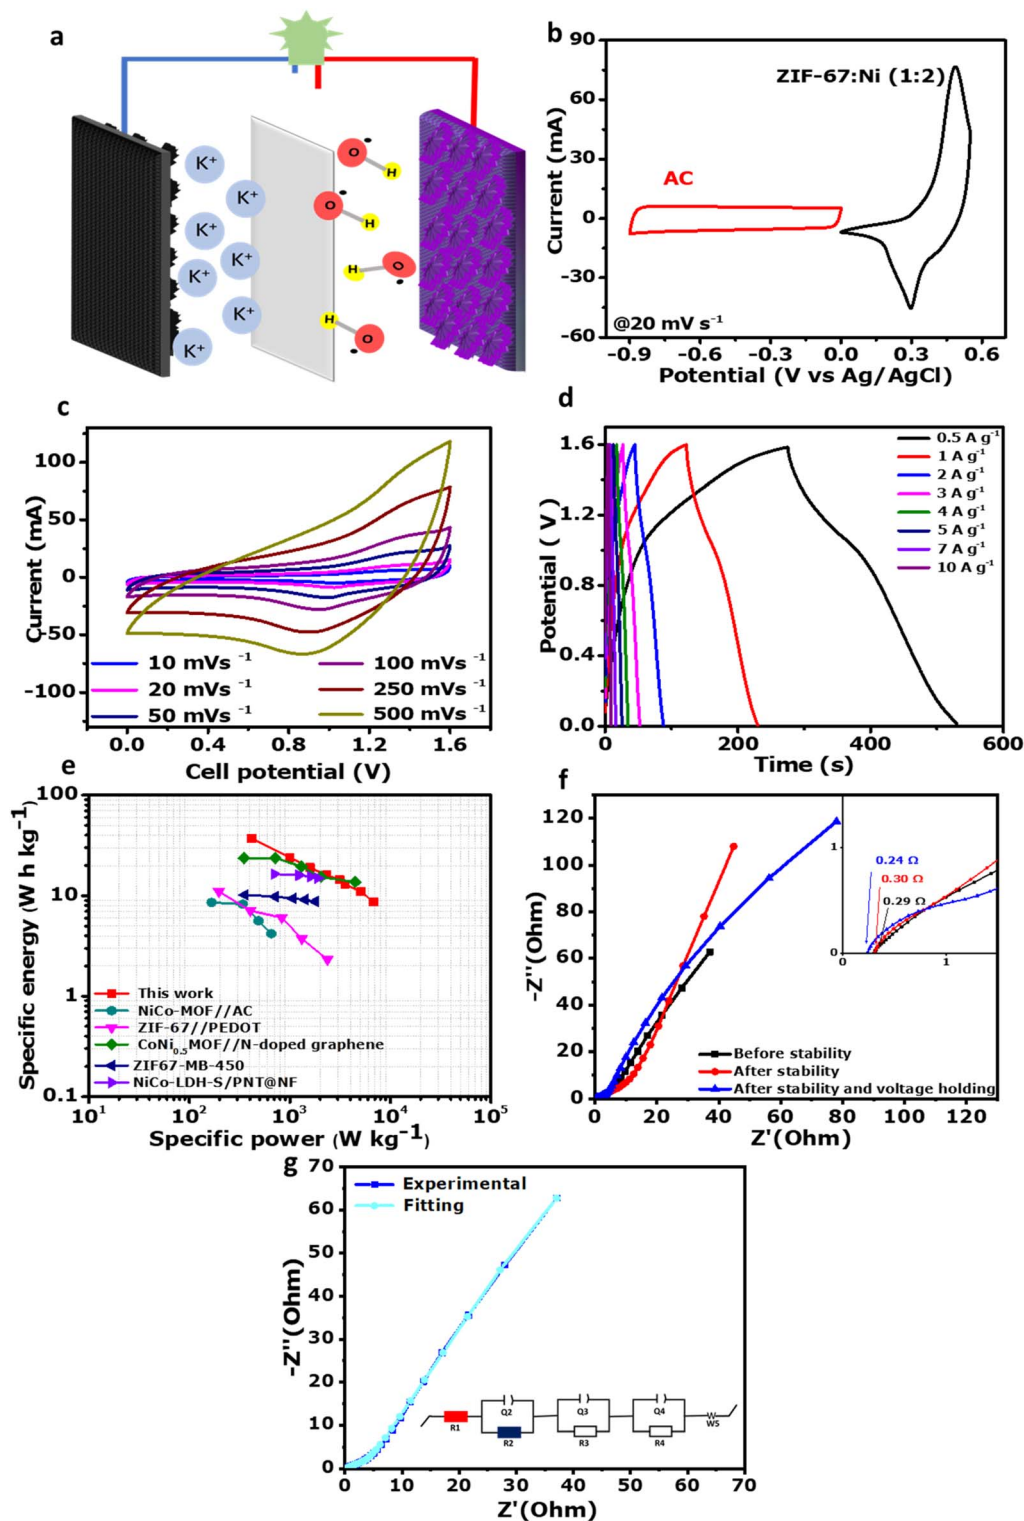 a
K⁺
K⁺
K⁺
K⁺
K⁺
K⁺
K⁺
O
H
O
H
H
O
H
O
b
ZIF-67:Ni (1:2)
AC
@20 mV s⁻¹
Current (mA)
90
60
30
0
-30
-60
-0.9 -0.6 -0.3 0.0 0.3 0.6
Potential (V vs Ag/AgCl)
c
Current (mA)
100
50
0
-50
-100
10 mVs ⁻¹
20 mVs ⁻¹
50 mVs ⁻¹
100 mVs ⁻¹
250 mVs ⁻¹
500 mVs ⁻¹
0.0 0.4 0.8 1.2 1.6
Cell potential (V)
d
Potential ( V)
1.6
1.2
0.8
0.4
0.0
0.5 A g⁻¹
1 A g⁻¹
2 A g⁻¹
3 A g⁻¹
4 A g⁻¹
5 A g⁻¹
7 A g⁻¹
10 A g⁻¹
0 200 400 600
Time (s)
e
Specific energy (W h kg⁻¹)
100
10
1
0.1
This work
NiCo-MOF//AC
ZIF-67//PEDOT
CoNi₀.₅MOF//N-doped graphene
ZIF67-MB-450
NiCo-LDH-S/PNT@NF
10¹ 10² 10³ 10⁴ 10⁵
Specific power (W kg⁻¹)
f
-Z''(Ohm)
120
100
80
60
40
20
0
1
0.24 Ω
0.30 Ω
0.29 Ω
0
0 1
Before stability
After stability
After stability and voltage holding
0 20 40 60 80 100 120
Z'(Ohm)
g
-Z''(Ohm)
70
60
50
40
30
20
10
0
Experimental
Fitting
R1
Q2
R2
Q3
R3
Q4
R4
W5
0 10 20 30 40 50 60 70
Z'(Ohm)